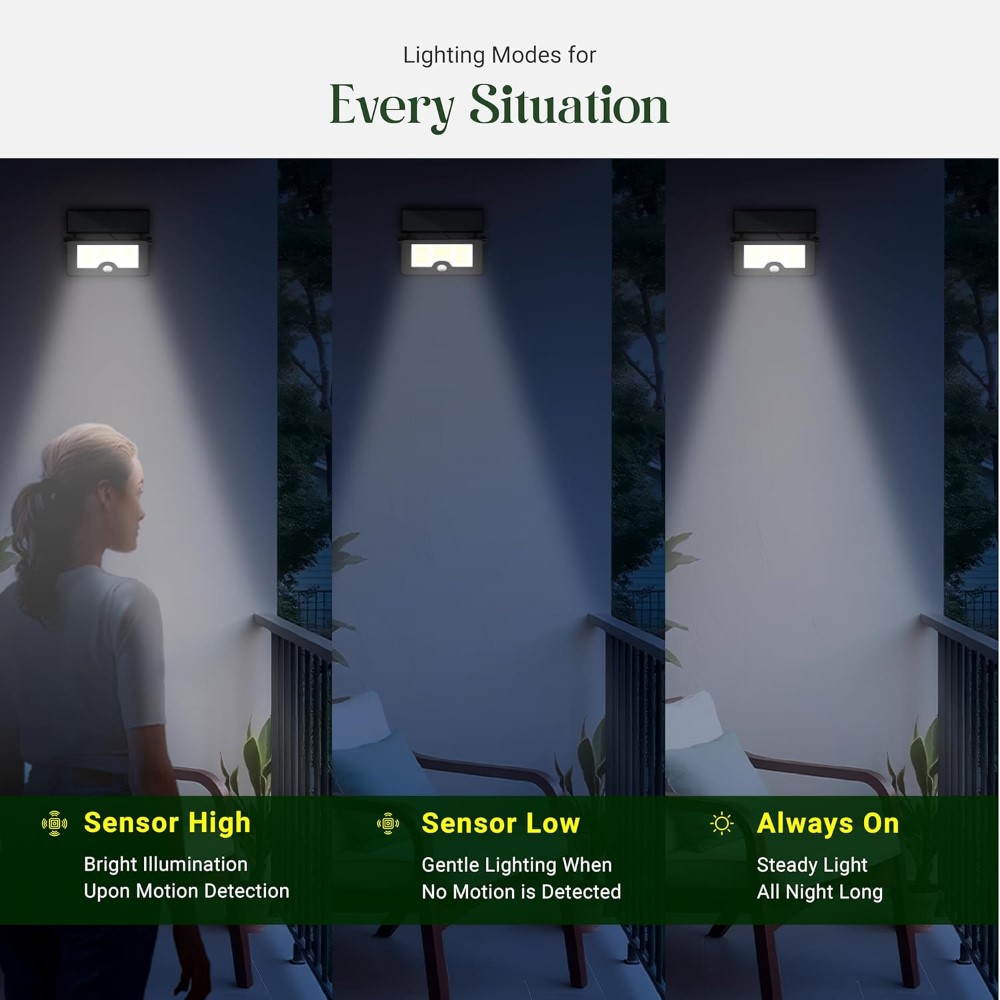 Lighting Modes for
Every Situation
Sensor High
Bright Illumination
Upon Motion Detection
Sensor Low
Gentle Lighting When
No Motion is Detected
Always On
Steady Light
All Night Long